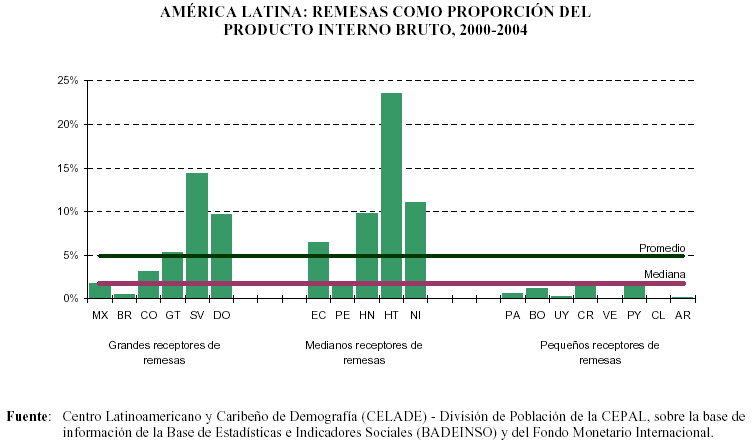 AMÉRICA LATINA: REMESAS COMO PROPORCIÓN DEL
PRODUCTO INTERNO BRUTO, 2000-2004
25%
20%
15%
10%
5%
0%
Promedio
Mediana
MX BR CO GT SV DO EC PE HN HT NI PA BO UY CR VE PY CL AR
Grandes receptores de
remesas
Medianos receptores de
remesas
Pequeños receptores de
remesas
Fuente: Centro Latinoamericano y Caribeño de Demografía (CELADE) - División de Población de la CEPAL, sobre la base de
información de la Base de Estadísticas e Indicadores Sociales (BADEINSO) y del Fondo Monetario Internacional.